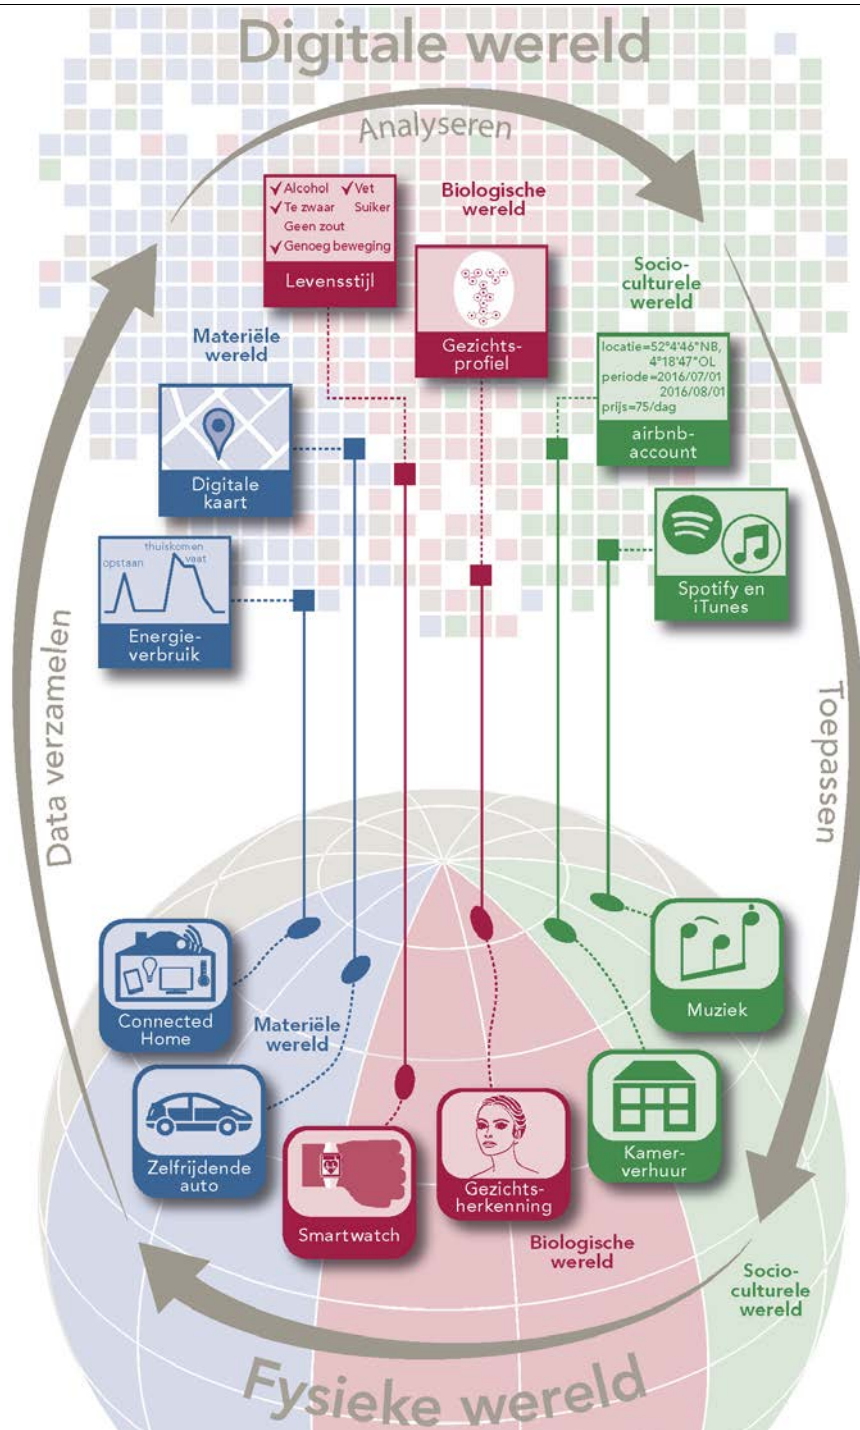 Digitale wereld
Analyseren
✓ Alcohol ✓ Vet
✓ Te zwaar Suiker
Geen zout
✓ Genoeg beweging
Levensstijl
Biologische
wereld
Gezichts-
profiel
Socio-
culturele
wereld
locatie=52°4'46"NB,
4°18'47"OL
periode=2016/07/01
2016/08/01
prijs=75/dag
airbnb-
account
Materiële
wereld
Digitale
kaart
thuiskomen
opstaan
vaat
Energie-
verbruik
Spotify en
iTunes
Data verzamelen
Toepassen
Connected
Home
Materiële
wereld
Zelfrijdende
auto
Smartwatch
Gezichts-
herkenning
Biologische
wereld
Muziek
Kamer-
verhuur
Socio-
culturele
wereld
Fysieke wereld